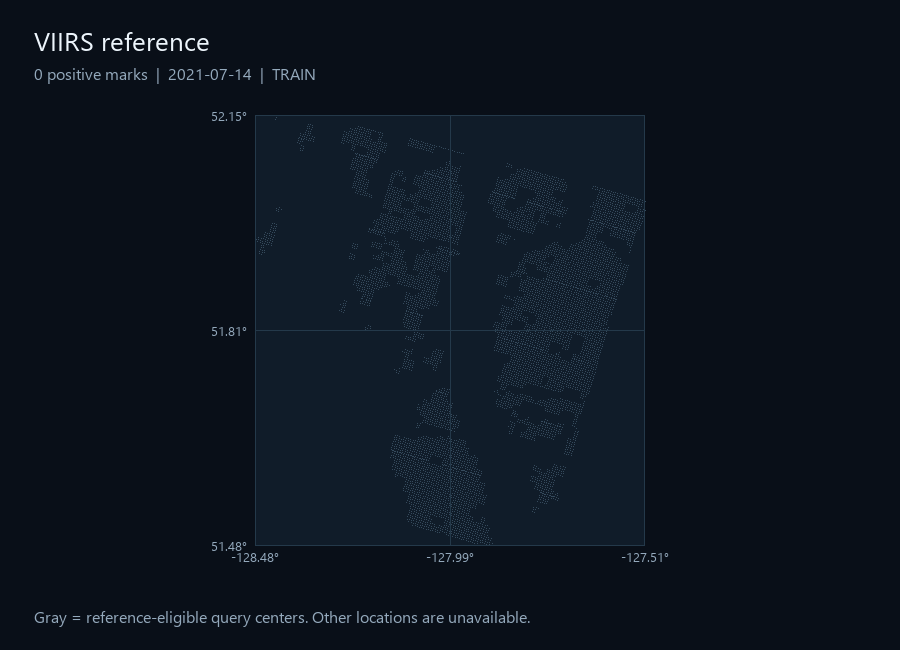 VIIRS reference
0 positive marks | 2021-07-14 | TRAIN
52.15°
51.81°
51.48°
-128.48°
-127.99°
-127.51°
Gray = reference-eligible query centers. Other locations are unavailable.